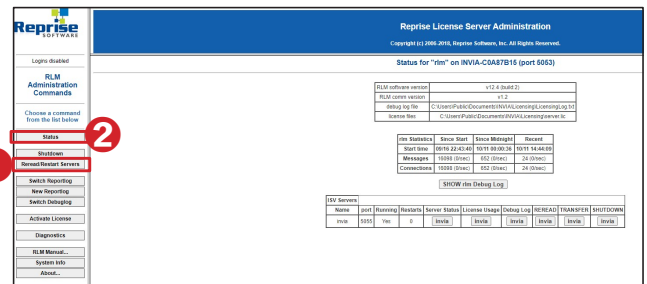 Reprise
SOFTWARE
Logins disabled
RLM
Administration
Commands
Choose a command
from the list below
Status
2
Shutdown
Reread/Restart Servers
Switch Reportlog
New Reportlog
Switch Debuglog
Activate License
Diagnostics
RLM Manual...
System Info
About...
Reprise License Server Administration
Copyright (c) 2006-2018, Reprise Software, Inc. All Rights Reserved.
Status for "rlm" on INVIA-C0A87B15 (port 5053)
RLM software version v12.4 (build:2)
RLM comm version v1.2
debug log file C:\Users\Public\Documents\INVIA\Licensing\LicensingLog.txt
license files C:\Users\Public\Documents\INVIA\Licensing\server.lic
rlm Statistics Since Start Since Midnight Recent
Start time 09/16 22:43:40 10/11 00:00:36 10/11 14:44:09
Messages 16098 (0/sec) 652 (0/sec) 24 (0/sec)
Connections 16098 (0/sec) 652 (0/sec) 24 (0/sec)
SHOW rlm Debug Log
ISV Servers
Name port Running Restarts Server Status License Usage Debug Log REREAD TRANSFER SHUTDOWN
invia 5055 Yes 0 invia invia invia invia invia invia